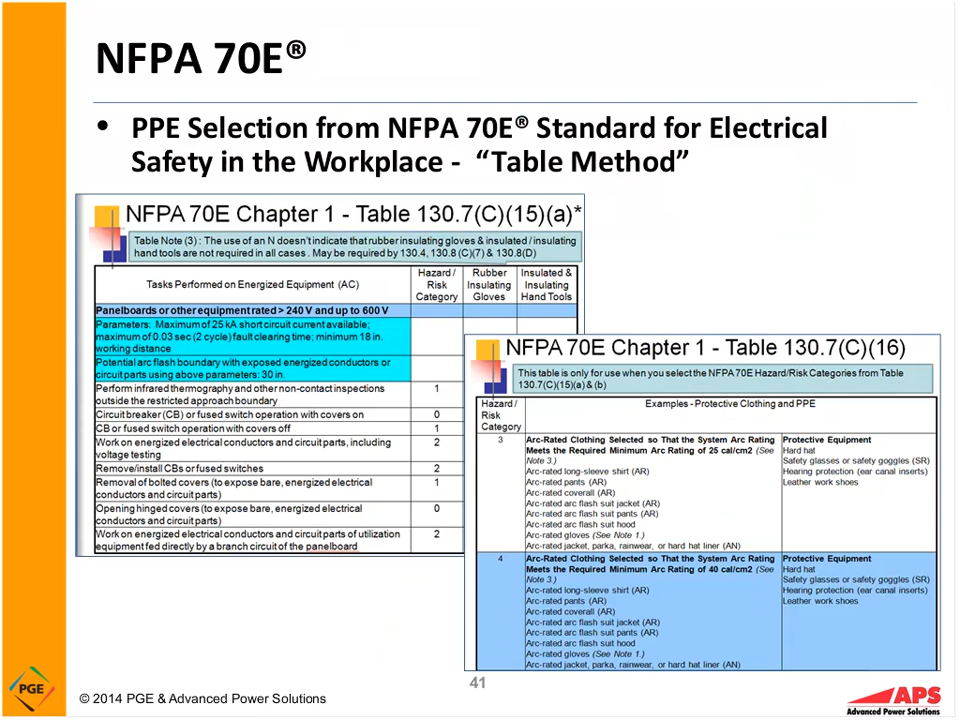 NFPA 70E®
• PPE Selection from NFPA 70E® Standard for Electrical
Safety in the Workplace - “Table Method”
NFPA 70E Chapter 1 - Table 130.7(C)(15)(a)*
Table Note (3) : The use of an N doesn’t indicate that rubber insulating gloves & insulated / insulating
hand tools are not required in all cases . May be required by 130.4, 130.8 (C)(7) & 130.8(D)
Tasks Performed on Energized Equipment (AC)
Hazard /
Risk
Category
Rubber
Insulating
Gloves
Insulated &
Insulating
Hand Tools
Panelboards or other equipment rated > 240 V and up to 600 V
Parameters: Maximum of 25 kA short circuit current available;
maximum of 0.03 sec (2 cycle) fault clearing time; minimum 18 in.
working distance
Potential arc flash boundary with exposed energized conductors or
circuit parts using above parameters: 30 in.
Perform infrared thermography and other non-contact inspections
outside the restricted approach boundary
1
Circuit breaker (CB) or fused switch operation with covers on
0
CB or fused switch operation with covers off
1
Work on energized electrical conductors and circuit parts, including
voltage testing
2
Remove/install CBs or fused switches
2
Removal of bolted covers (to expose bare, energized electrical
conductors and circuit parts)
1
Opening hinged covers (to expose bare, energized electrical
conductors and circuit parts)
0
Work on energized electrical conductors and circuit parts of utilization
equipment fed directly by a branch circuit of the panelboard
2
NFPA 70E Chapter 1 - Table 130.7(C)(16)
This table is only for use when you select the NFPA 70E Hazard/Risk Categories from Table
130.7(C)(15)(a) & (b)
Hazard /
Risk
Category
Examples - Protective Clothing and PPE
3
Arc-Rated Clothing Selected so That the System Arc Rating
Meets the Required Minimum Arc Rating of 25 cal/cm2 (See
Note 3.)
Arc-rated long-sleeve shirt (AR)
Arc-rated pants (AR)
Arc-rated coverall (AR)
Arc-rated arc flash suit jacket (AR)
Arc-rated arc flash suit pants (AR)
Arc-rated arc flash suit hood
Arc-rated gloves (See Note 1.)
Arc-rated jacket, parka, rainwear, or hard hat liner (AN)
Protective Equipment
Hard hat
Safety glasses or safety goggles (SR)
Hearing protection (ear canal inserts)
Leather work shoes
4
Arc-Rated Clothing Selected so That the System Arc Rating
Meets the Required Minimum Arc Rating of 40 cal/cm2 (See
Note 3.)
Arc-rated long-sleeve shirt (AR)
Arc-rated pants (AR)
Arc-rated coverall (AR)
Arc-rated arc flash suit jacket (AR)
Arc-rated arc flash suit pants (AR)
Arc-rated arc flash suit hood
Arc-rated gloves (See Note 1.)
Arc-rated jacket, parka, rainwear, or hard hat liner (AN)
Protective Equipment
Hard hat
Safety glasses or safety goggles (SR)
Hearing protection (ear canal inserts)
Leather work shoes
41
PGE
© 2014 PGE & Advanced Power Solutions
APS
Advanced Power Solutions